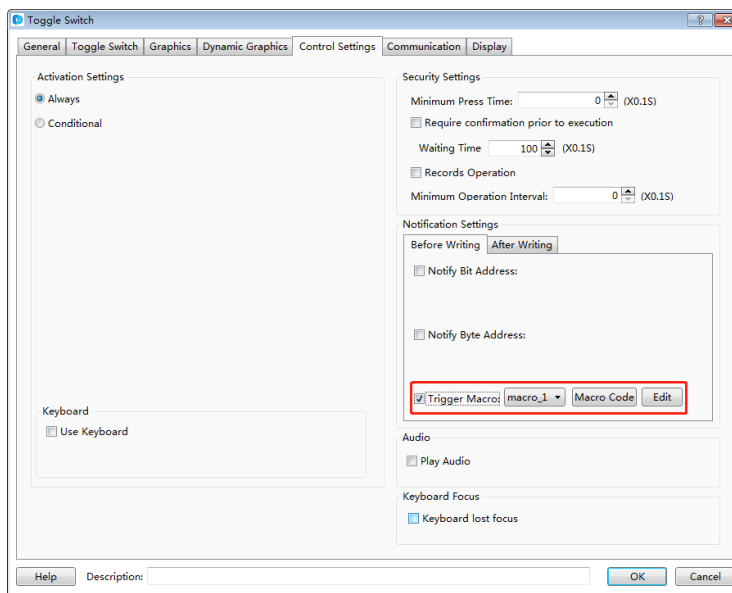 Toggle Switch
General Toggle Switch Graphics Dynamic Graphics Control Settings Communication Display
Activation Settings
Always
Conditional
Keyboard
Use Keyboard
Security Settings
Minimum Press Time: 0 (X0.1S)
Require confirmation prior to execution
Waiting Time 100 (X0.1S)
Records Operation
Minimum Operation Interval: 0 (X0.1S)
Notification Settings
Before Writing After Writing
Notify Bit Address:
Notify Byte Address:
Trigger Macro: macro_1 Macro Code Edit
Audio
Play Audio
Keyboard Focus
Keyboard lost focus
Help Description: OK Cancel